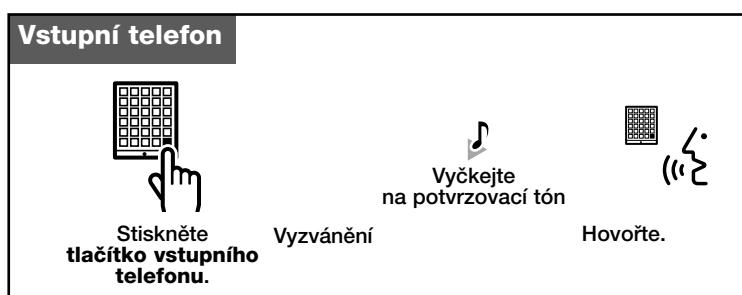 Vstupní telefon
Stiskněte
tlačítko vstupního
telefonu.
Vyzvánění
Vyčkejte
na potvrzovací tón
Hovořte.